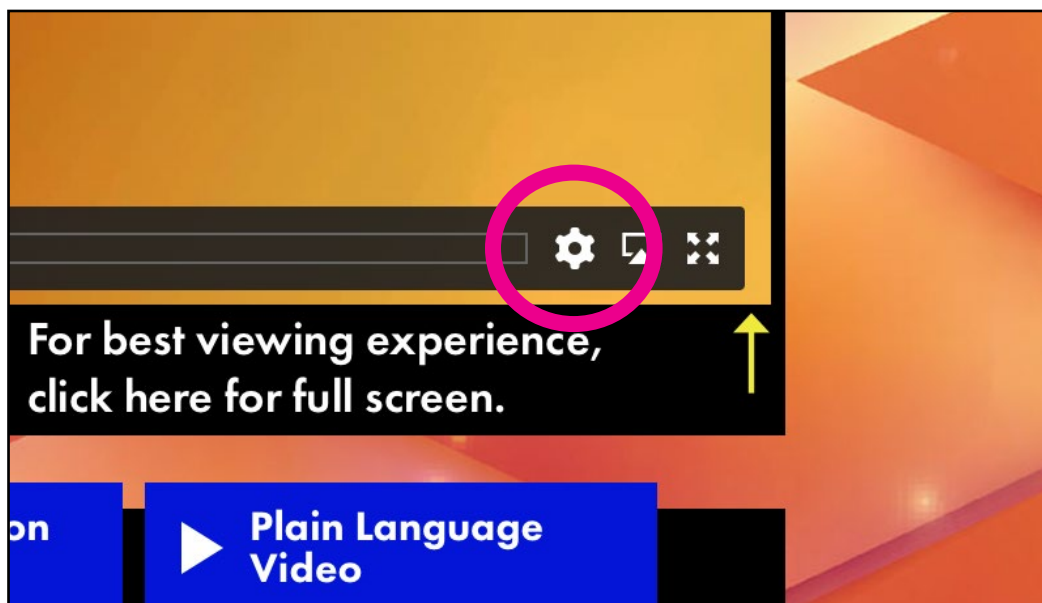 For best viewing experience,
click here for full screen.
on
Plain Language
Video